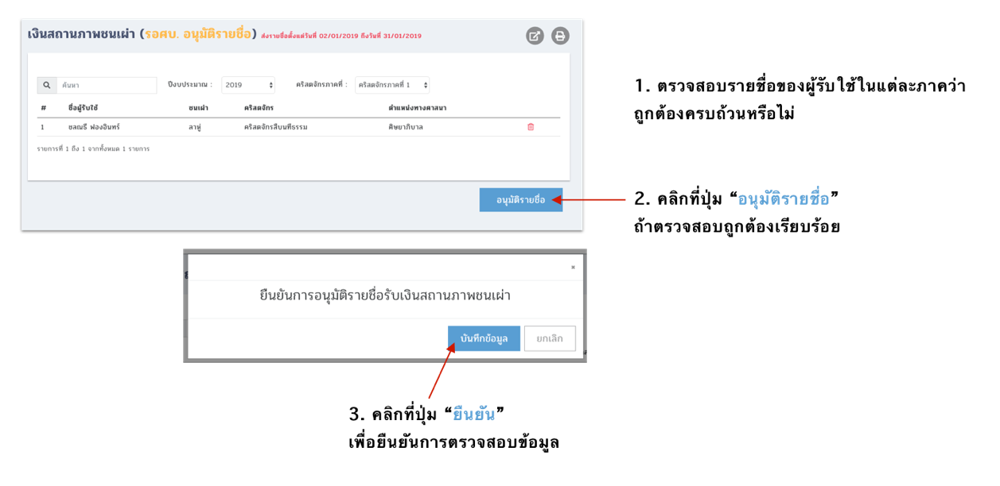 เงินสถานภาพชนเผ่า (รอศบ. อนุมัติรายชื่อ) ส่งรายชื่อตั้งแต่วันที่ 02/01/2019 ถึงวันที่ 31/01/2019
ค้นหา ปีงบประมาณ : 2019 คริสตจักรภาคที่ : คริสตจักรภาคที่ 1
# ชื่อผู้รับใช้ ชนเผ่า คริสตจักร ตำแหน่งทางศาสนา
1 ชลณธี ฟองอินทร์ ลาหู่ คริสตจักรสืบนทีธรรม ศิษยาภิบาล
รายการที่ 1 ถึง 1 จากทั้งหมด 1 รายการ
อนุมัติรายชื่อ
1. ตรวจสอบรายชื่อของผู้รับใช้ในแต่ละภาคว่า
ถูกต้องครบถ้วนหรือไม่
2. คลิกที่ปุ่ม “อนุมัติรายชื่อ”
ถ้าตรวจสอบถูกต้องเรียบร้อย
×
ยืนยันการอนุมัติรายชื่อรับเงินสถานภาพชนเผ่า
บันทึกข้อมูล ยกเลิก
3. คลิกที่ปุ่ม “ยืนยัน”
เพื่อยืนยันการตรวจสอบข้อมูล